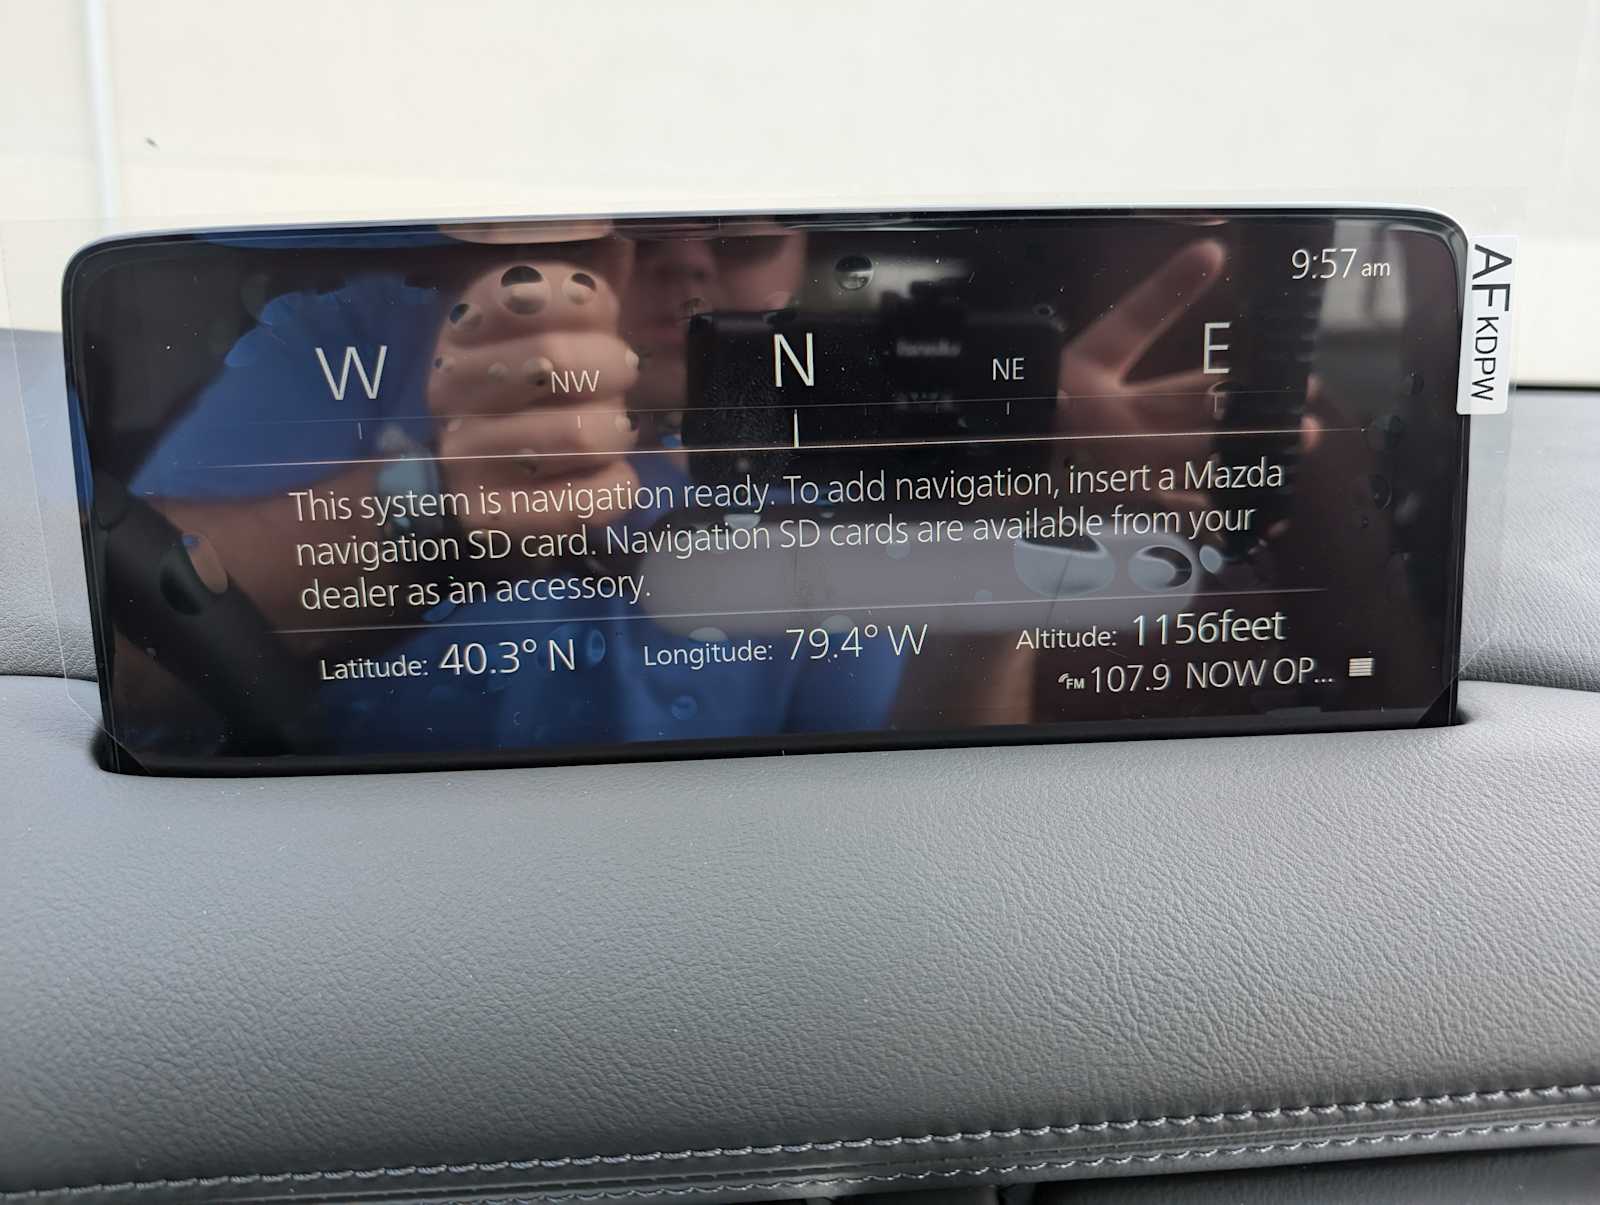 9:57 am
W NW N NE E
This system is navigation ready. To add navigation, insert a Mazda
navigation SD card. Navigation SD cards are available from your
dealer as an accessory.
Latitude: 40.3° N Longitude: 79.4° W Altitude: 1156feet
FM 107.9 NOW OP...
AFKDPW